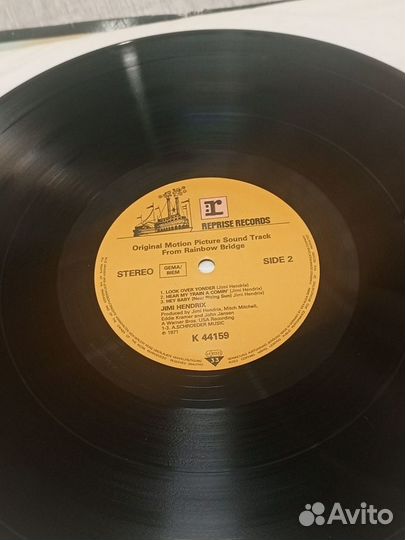 REPRISE RECORDS
Original Motion Picture Sound Track
From Rainbow Bridge
STEREO
GEMA/
BIEM
SIDE 2
1. LOOK OVER YONDER (Jimi Hendrix)
2. HEAR MY TRAIN A COMIN' (Jimi Hendrix)
3. HEY BABY (New Rising Sun) (Jimi Hendrix)
JIMI HENDRIX
Produced by Jimi Hendrix, Mitch Mitchell,
Eddie Kramer and John Jansen
A Warner Bros. USA Recording
1-3. A.SCHROEDER MUSIC
℗ 1971
K 44159
33
Avito